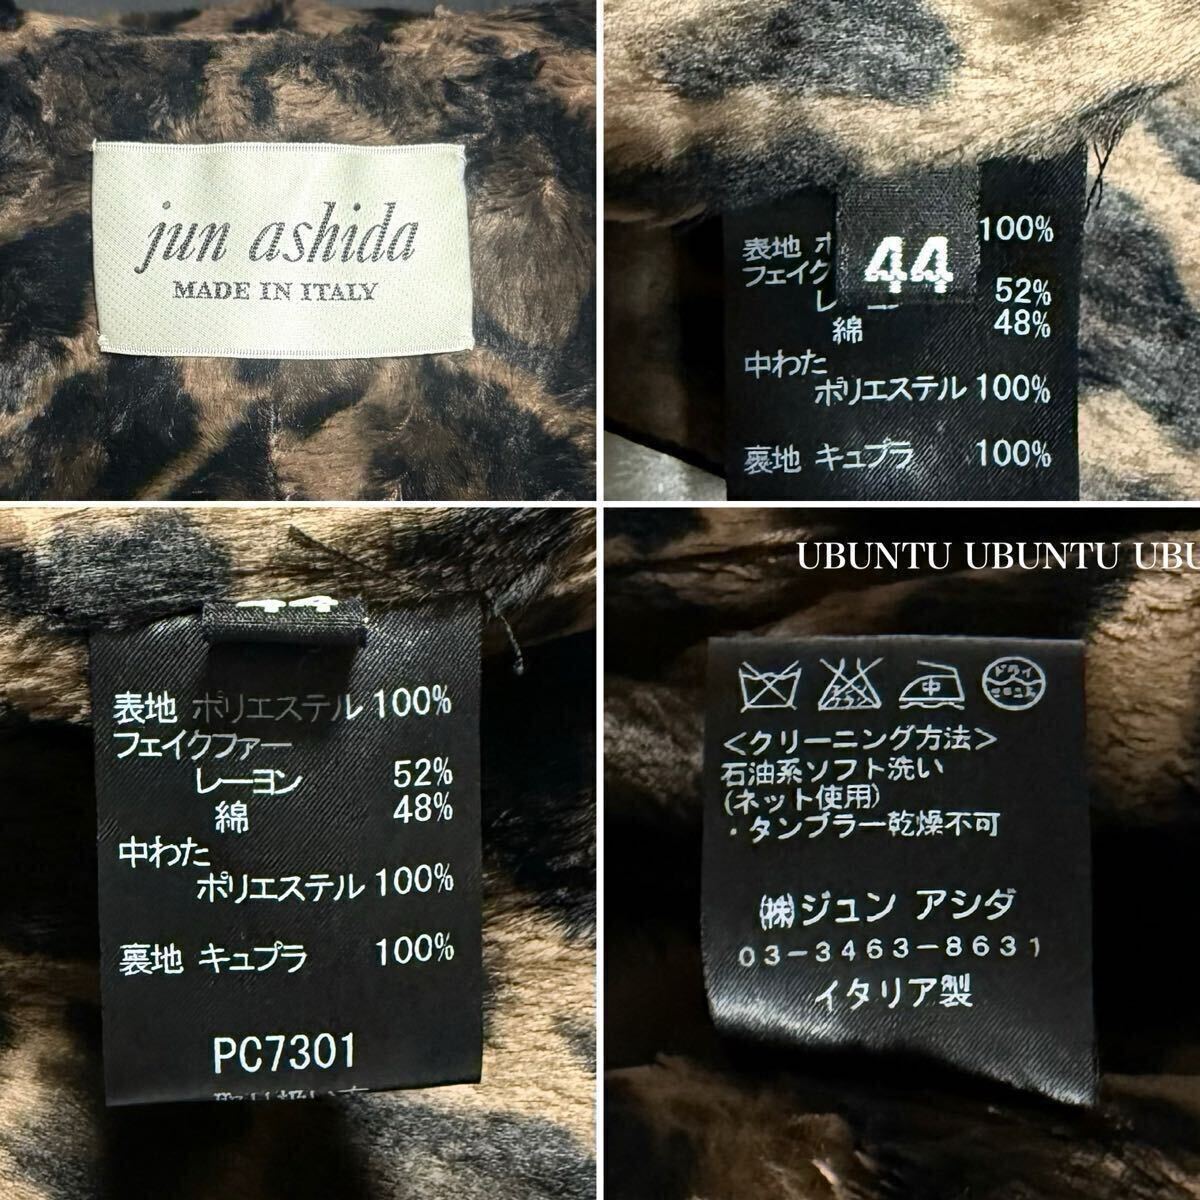 jun ashida
MADE IN ITALY
44
表地 100%
フェイク
52%
綿 48%
中わた
ポリエステル 100%
裏地 キュプラ 100%
表地 ポリエステル 100%
フェイクファー
レーヨン 52%
綿 48%
中わた
ポリエステル 100%
裏地 キュプラ 100%
PC7301
UBUNTU UBUNTU UBU
中
ドライ
<クリーニング方法>
石油系ソフト洗い
(ネット使用)
・タンブラー乾燥不可
㈱ジュン アシダ
03-3463-8631
イタリア製